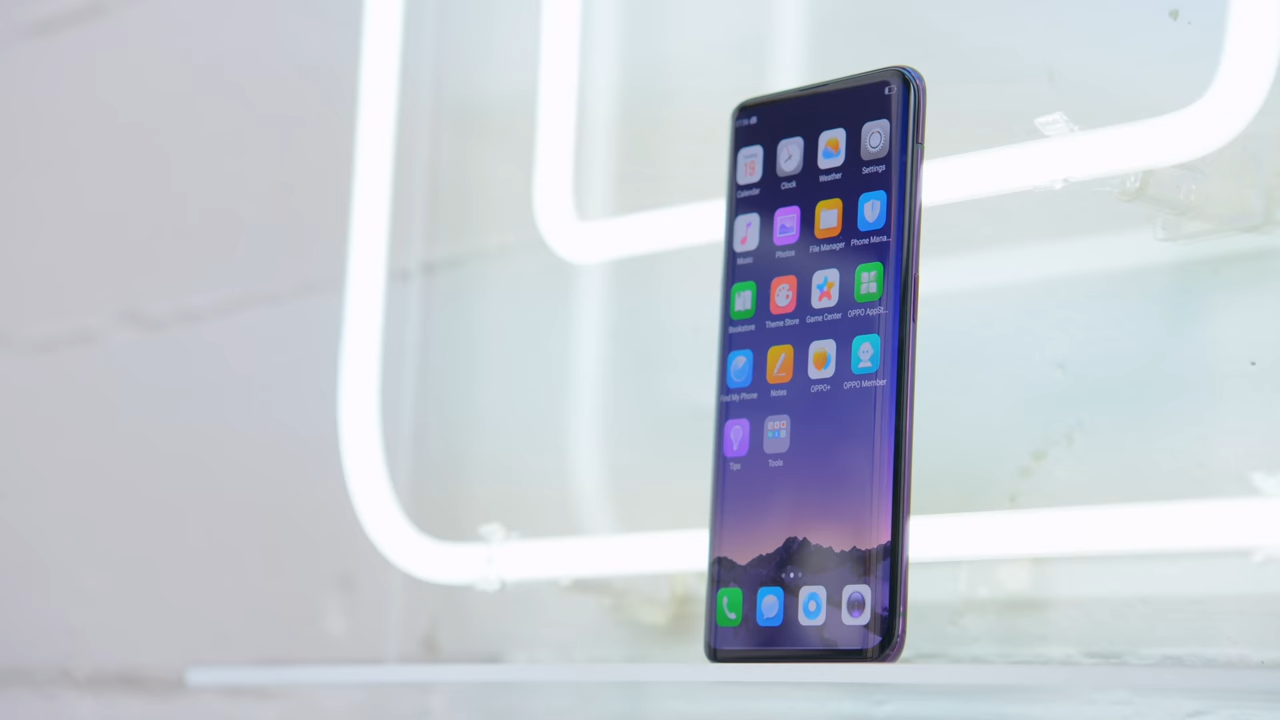 19
Calendar
Clock
Weather
Settings
Music
Photos
File Manager
Phone Mana...
Bookstore
Theme Store
Game Center
OPPO AppSt...
Find My Phone
Notes
OPPO+
OPPO Member
Tips
Tools